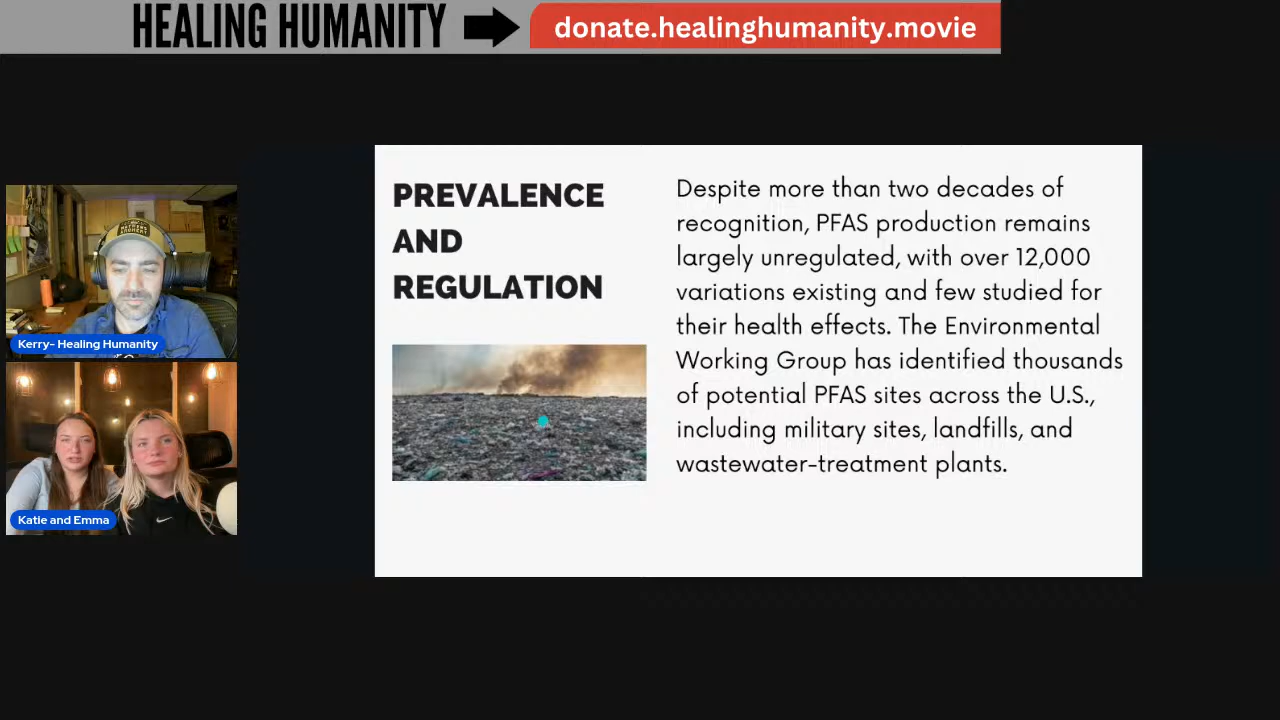 HEALING HUMANITY
donate.healinghumanity.movie
PREVALENCE
AND
REGULATION
Despite more than two decades of
recognition, PFAS production remains
largely unregulated, with over 12,000
variations existing and few studied for
their health effects. The Environmental
Working Group has identified thousands
of potential PFAS sites across the U.S.,
including military sites, landfills, and
wastewater-treatment plants.
Kerry- Healing Humanity
Katie and Emma